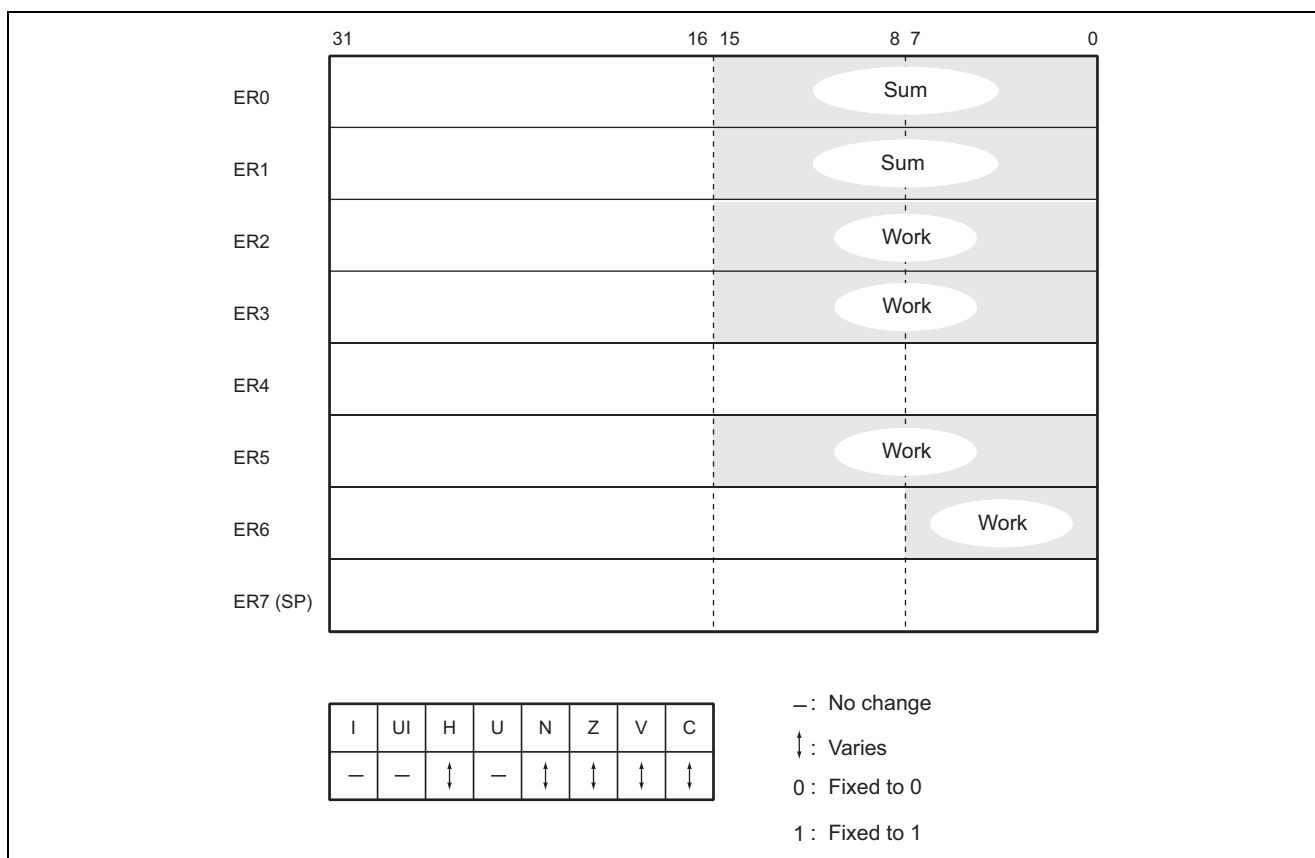 31 16 15 8 7 0
ER0 Sum
ER1 Sum
ER2 Work
ER3 Work
ER4
ER5 Work
ER6 Work
ER7 (SP)
I UI H U N Z V C
– – ↕ – ↕ ↕ ↕ ↕
– : No change
↕ : Varies
0 : Fixed to 0
1 : Fixed to 1